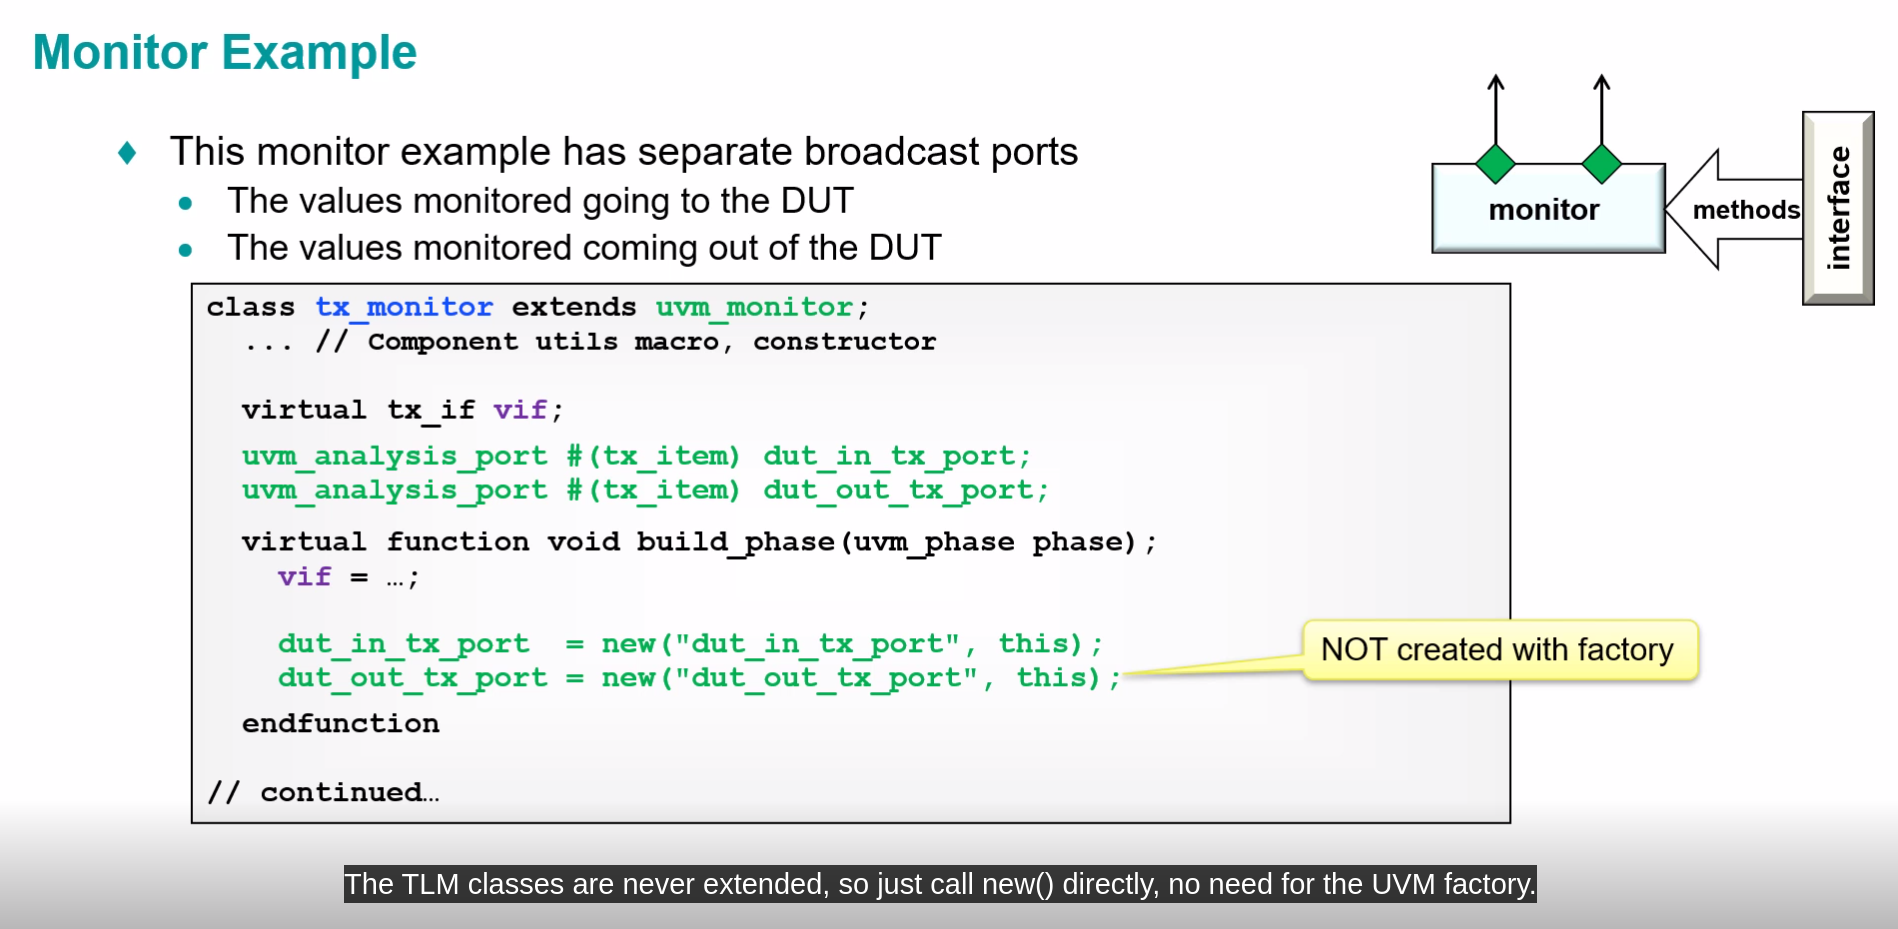 Monitor Example
This monitor example has separate broadcast ports
The values monitored going to the DUT
The values monitored coming out of the DUT
monitor
methods
interface
class tx_monitor extends uvm_monitor;
... // Component utils macro, constructor
virtual tx_if vif;
uvm_analysis_port #(tx_item) dut_in_tx_port;
uvm_analysis_port #(tx_item) dut_out_tx_port;
virtual function void build_phase(uvm_phase phase);
vif = …;
dut_in_tx_port  = new("dut_in_tx_port", this);
dut_out_tx_port = new("dut_out_tx_port", this);
NOT created with factory
endfunction
// continued…
The TLM classes are never extended, so just call new() directly, no need for the UVM factory.